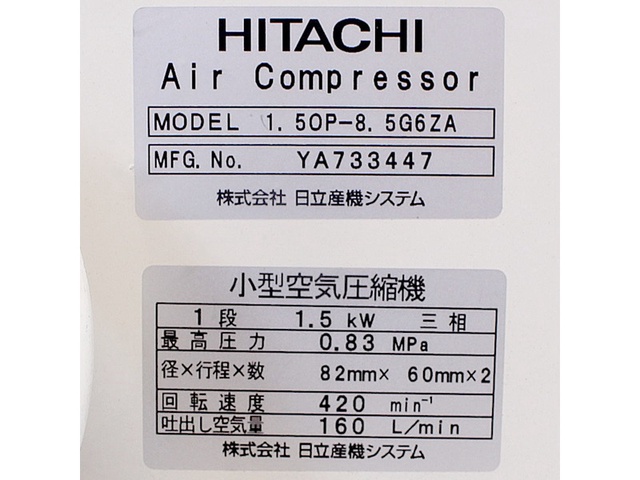 HITACHI
Air Compressor
MODEL 1.5OP-8.5G6ZA
MFG.No. YA733447
株式会社 日立産機システム
小型空気圧縮機
1段 1.5 kW 三相
最高圧力 0.83 MPa
径×行程×数 82mm× 60mm×2
回転速度 420 min⁻¹
吐出し空気量 160 L/min
株式会社 日立産機システム